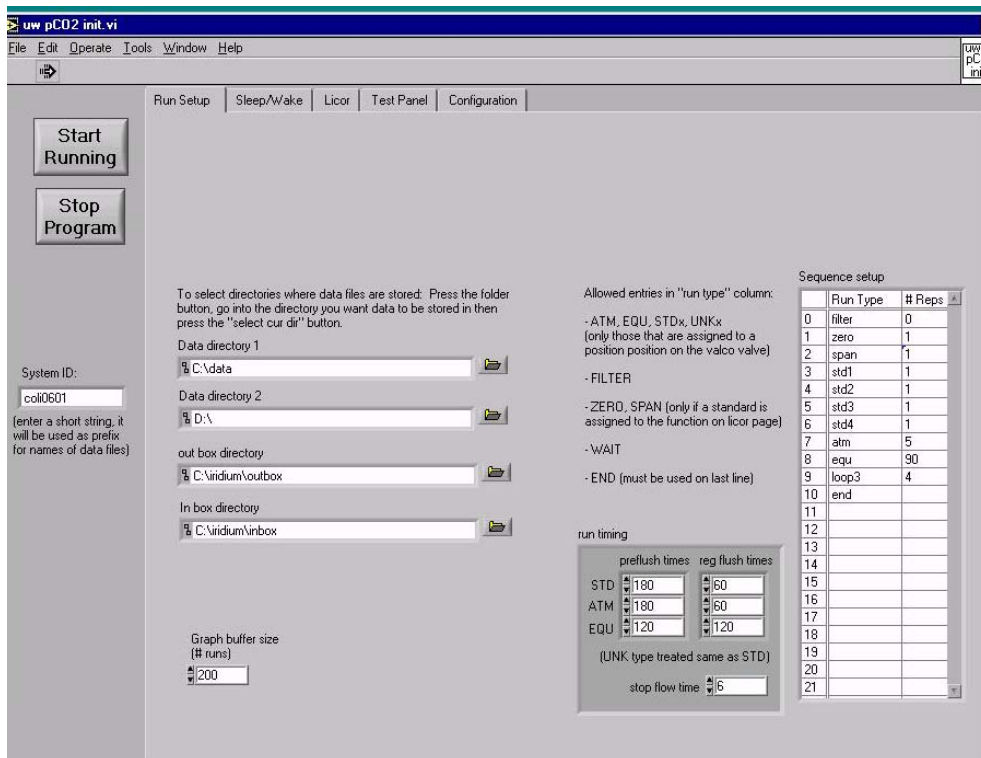 uw pCO2 init.vi
File Edit Operate Tools Window Help
uw
pC
ini
Run Setup Sleep/Wake Licor Test Panel Configuration
Start
Running
Stop
Program
System ID:
coli0601
(enter a short string, it
will be used as prefix
for names of data files)
To select directories where data files are stored: Press the folder
button, go into the directory you want data to be stored in then
press the "select cur dir" button.
Data directory 1
C:\data
Data directory 2
D:\
out box directory
C:\iridium\outbox
In box directory
C:\iridium\inbox
Graph buffer size
(# runs)
200
Allowed entries in "run type" column:
- ATM, EQU, STDx, UNKx
(only those that are assigned to a
position position on the valco valve)
- FILTER
- ZERO, SPAN (only if a standard is
assigned to the function on licor page)
- WAIT
- END (must be used on last line)
run timing
preflush times reg flush times
STD 180 60
ATM 180 60
EQU 120 120
(UNK type treated same as STD)
stop flow time 6
Sequence setup
Run Type # Reps
0 filter 0
1 zero 1
2 span 1
3 std1 1
4 std2 1
5 std3 1
6 std4 1
7 atm 5
8 equ 90
9 loop3 4
10 end
11
12
13
14
15
16
17
18
19
20
21